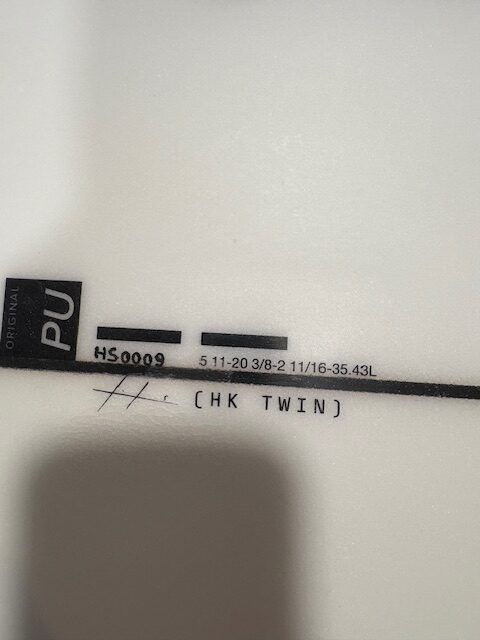 ORIGINAL
PU
HS0009
5 11-20 3/8-2 11/16-35.43L
(HK TWIN)